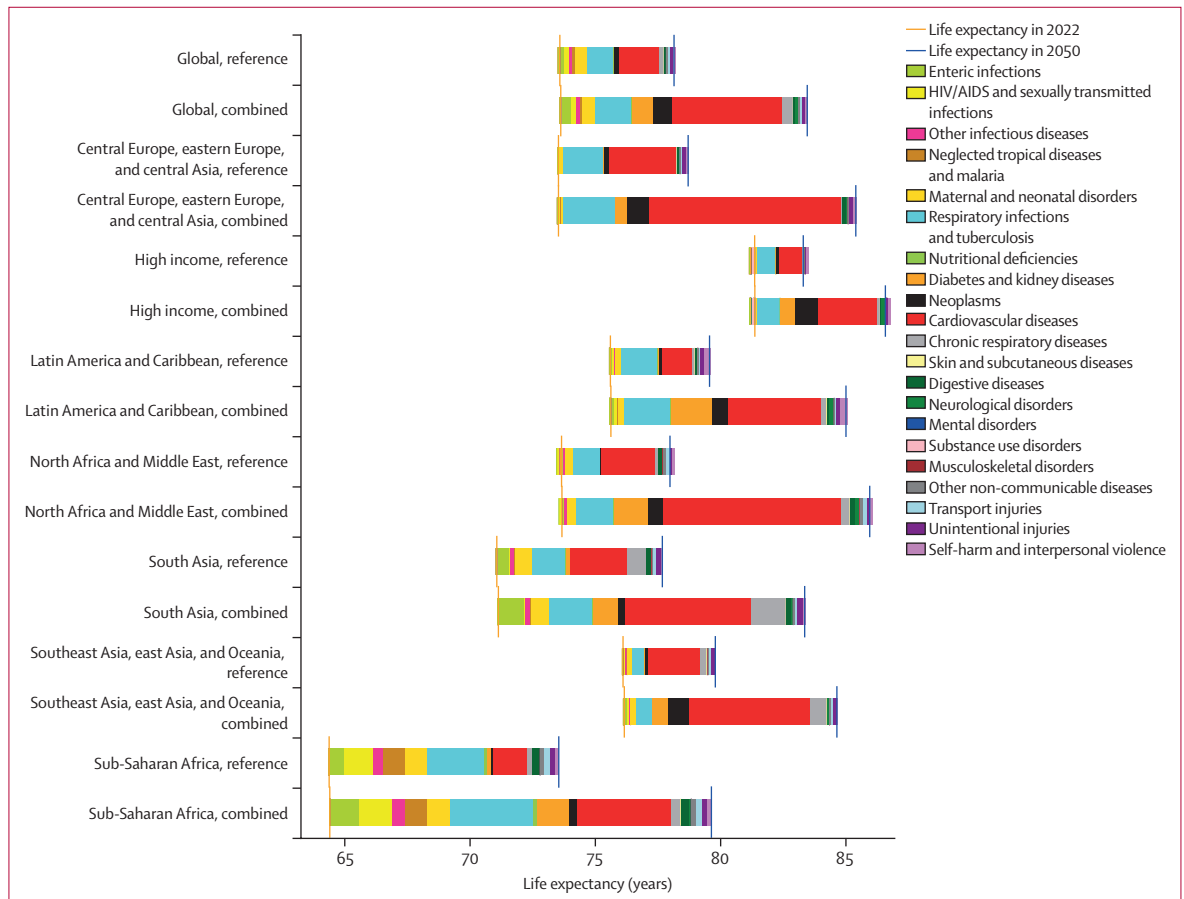 Global, reference
Global, combined
Central Europe, eastern Europe,
and central Asia, reference
Central Europe, eastern Europe,
and central Asia, combined
High income, reference
High income, combined
Latin America and Caribbean, reference
Latin America and Caribbean, combined
North Africa and Middle East, reference
North Africa and Middle East, combined
South Asia, reference
South Asia, combined
Southeast Asia, east Asia, and Oceania,
reference
Southeast Asia, east Asia, and Oceania,
combined
Sub-Saharan Africa, reference
Sub-Saharan Africa, combined
65 70 75 80 85
Life expectancy (years)
Life expectancy in 2022
Life expectancy in 2050
Enteric infections
HIV/AIDS and sexually transmitted
infections
Other infectious diseases
Neglected tropical diseases
and malaria
Maternal and neonatal disorders
Respiratory infections
and tuberculosis
Nutritional deficiencies
Diabetes and kidney diseases
Neoplasms
Cardiovascular diseases
Chronic respiratory diseases
Skin and subcutaneous diseases
Digestive diseases
Neurological disorders
Mental disorders
Substance use disorders
Musculoskeletal disorders
Other non-communicable diseases
Transport injuries
Unintentional injuries
Self-harm and interpersonal violence